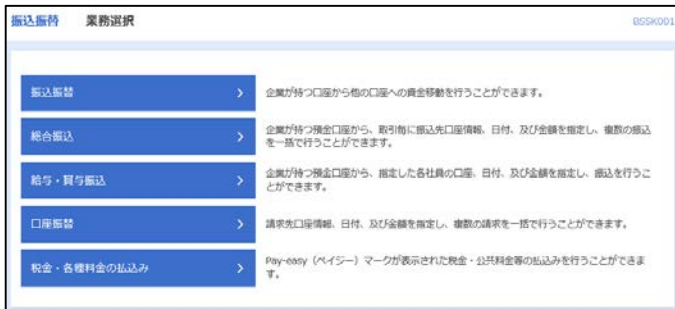 振込振替 業務選択 BSSK001
振込振替 企業が持つ口座から他の口座への資金移動を行うことができます。
総合振込 企業が持つ預金口座から、取引毎に振込先口座情報、日付、及び金額を指定し、複数の振込
を一括で行うことができます。
給与・賞与振込 企業が持つ預金口座から、指定した各社員の口座、日付、及び金額を指定し、振込を行うこ
とができます。
口座振替 請求先口座情報、日付、及び金額を指定し、複数の請求を一括で行うことができます。
税金・各種料金の払込み Pay-easy（ペイジー）マークが表示された税金・公共料金等の払込みを行うことができま
す。